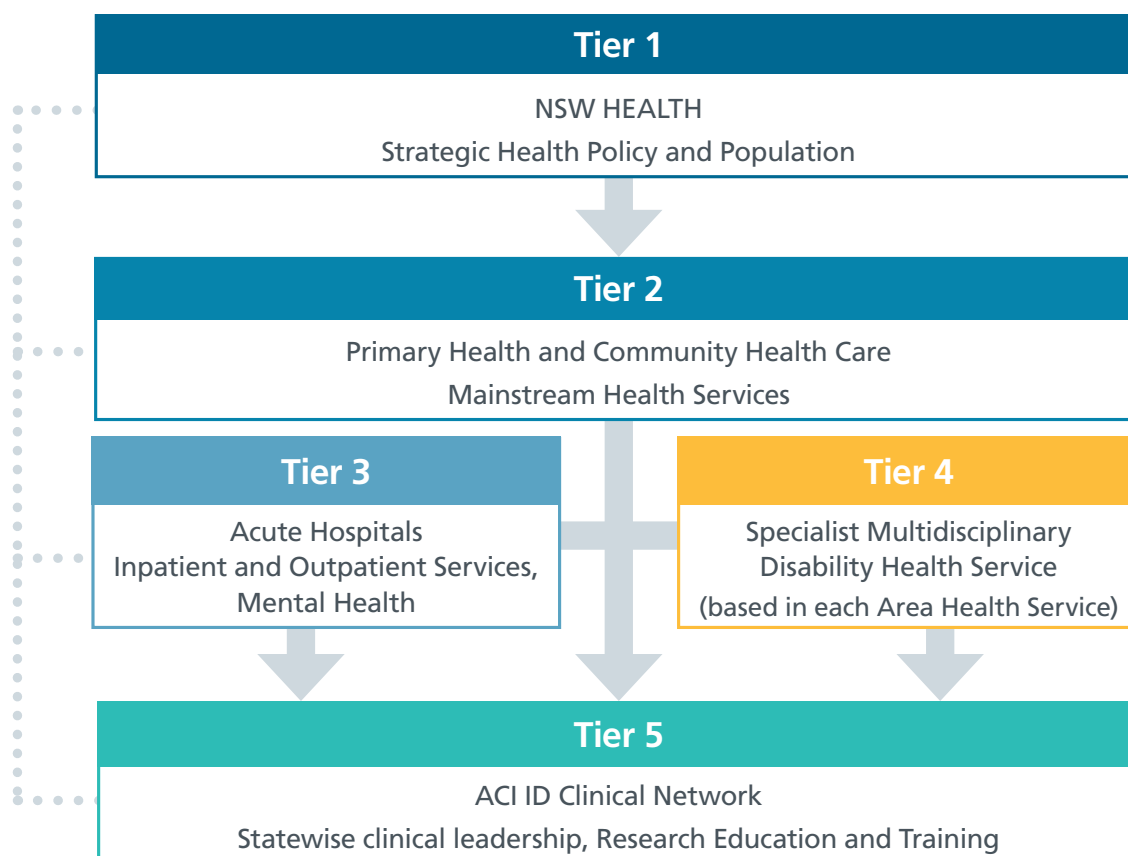 Tier 1
NSW HEALTH
Strategic Health Policy and Population
Tier 2
Primary Health and Community Health Care
Mainstream Health Services
Tier 3
Acute Hospitals
Inpatient and Outpatient Services,
Mental Health
Tier 4
Specialist Multidisciplinary
Disability Health Service
(based in each Area Health Service)
Tier 5
ACI ID Clinical Network
Statewise clinical leadership, Research Education and Training